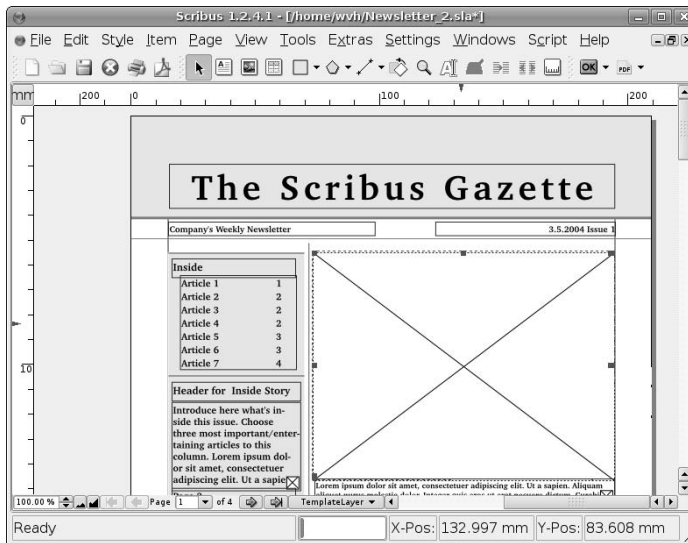 Scribus 1.2.4.1 - [/home/wvh/Newsletter_2.sla*]
File Edit Style Item Page View Tools Extras Settings Windows Script Help
OK PDF
mm 200 0 100 200
0
The Scribus Gazette
Company's Weekly Newsletter 3.5.2004 Issue 1
Inside
Article 1 1
Article 2 2
Article 3 2
Article 4 2
Article 5 3
Article 6 3
Article 7 4
10
Header for Inside Story
Introduce here what's in-
side this issue. Choose
three most important/enter-
taining articles to this
column. Lorem ipsum dol-
or sit amet, consectetuer
adipiscing elit. Ut a sapie
Lorem ipsum dolor sit amet, consectetuer adipiscing elit. Ut a sapien. Aliquam
100.00 % Page 1 of 4 TemplateLayer
Ready X-Pos: 132.997 mm Y-Pos: 83.608 mm